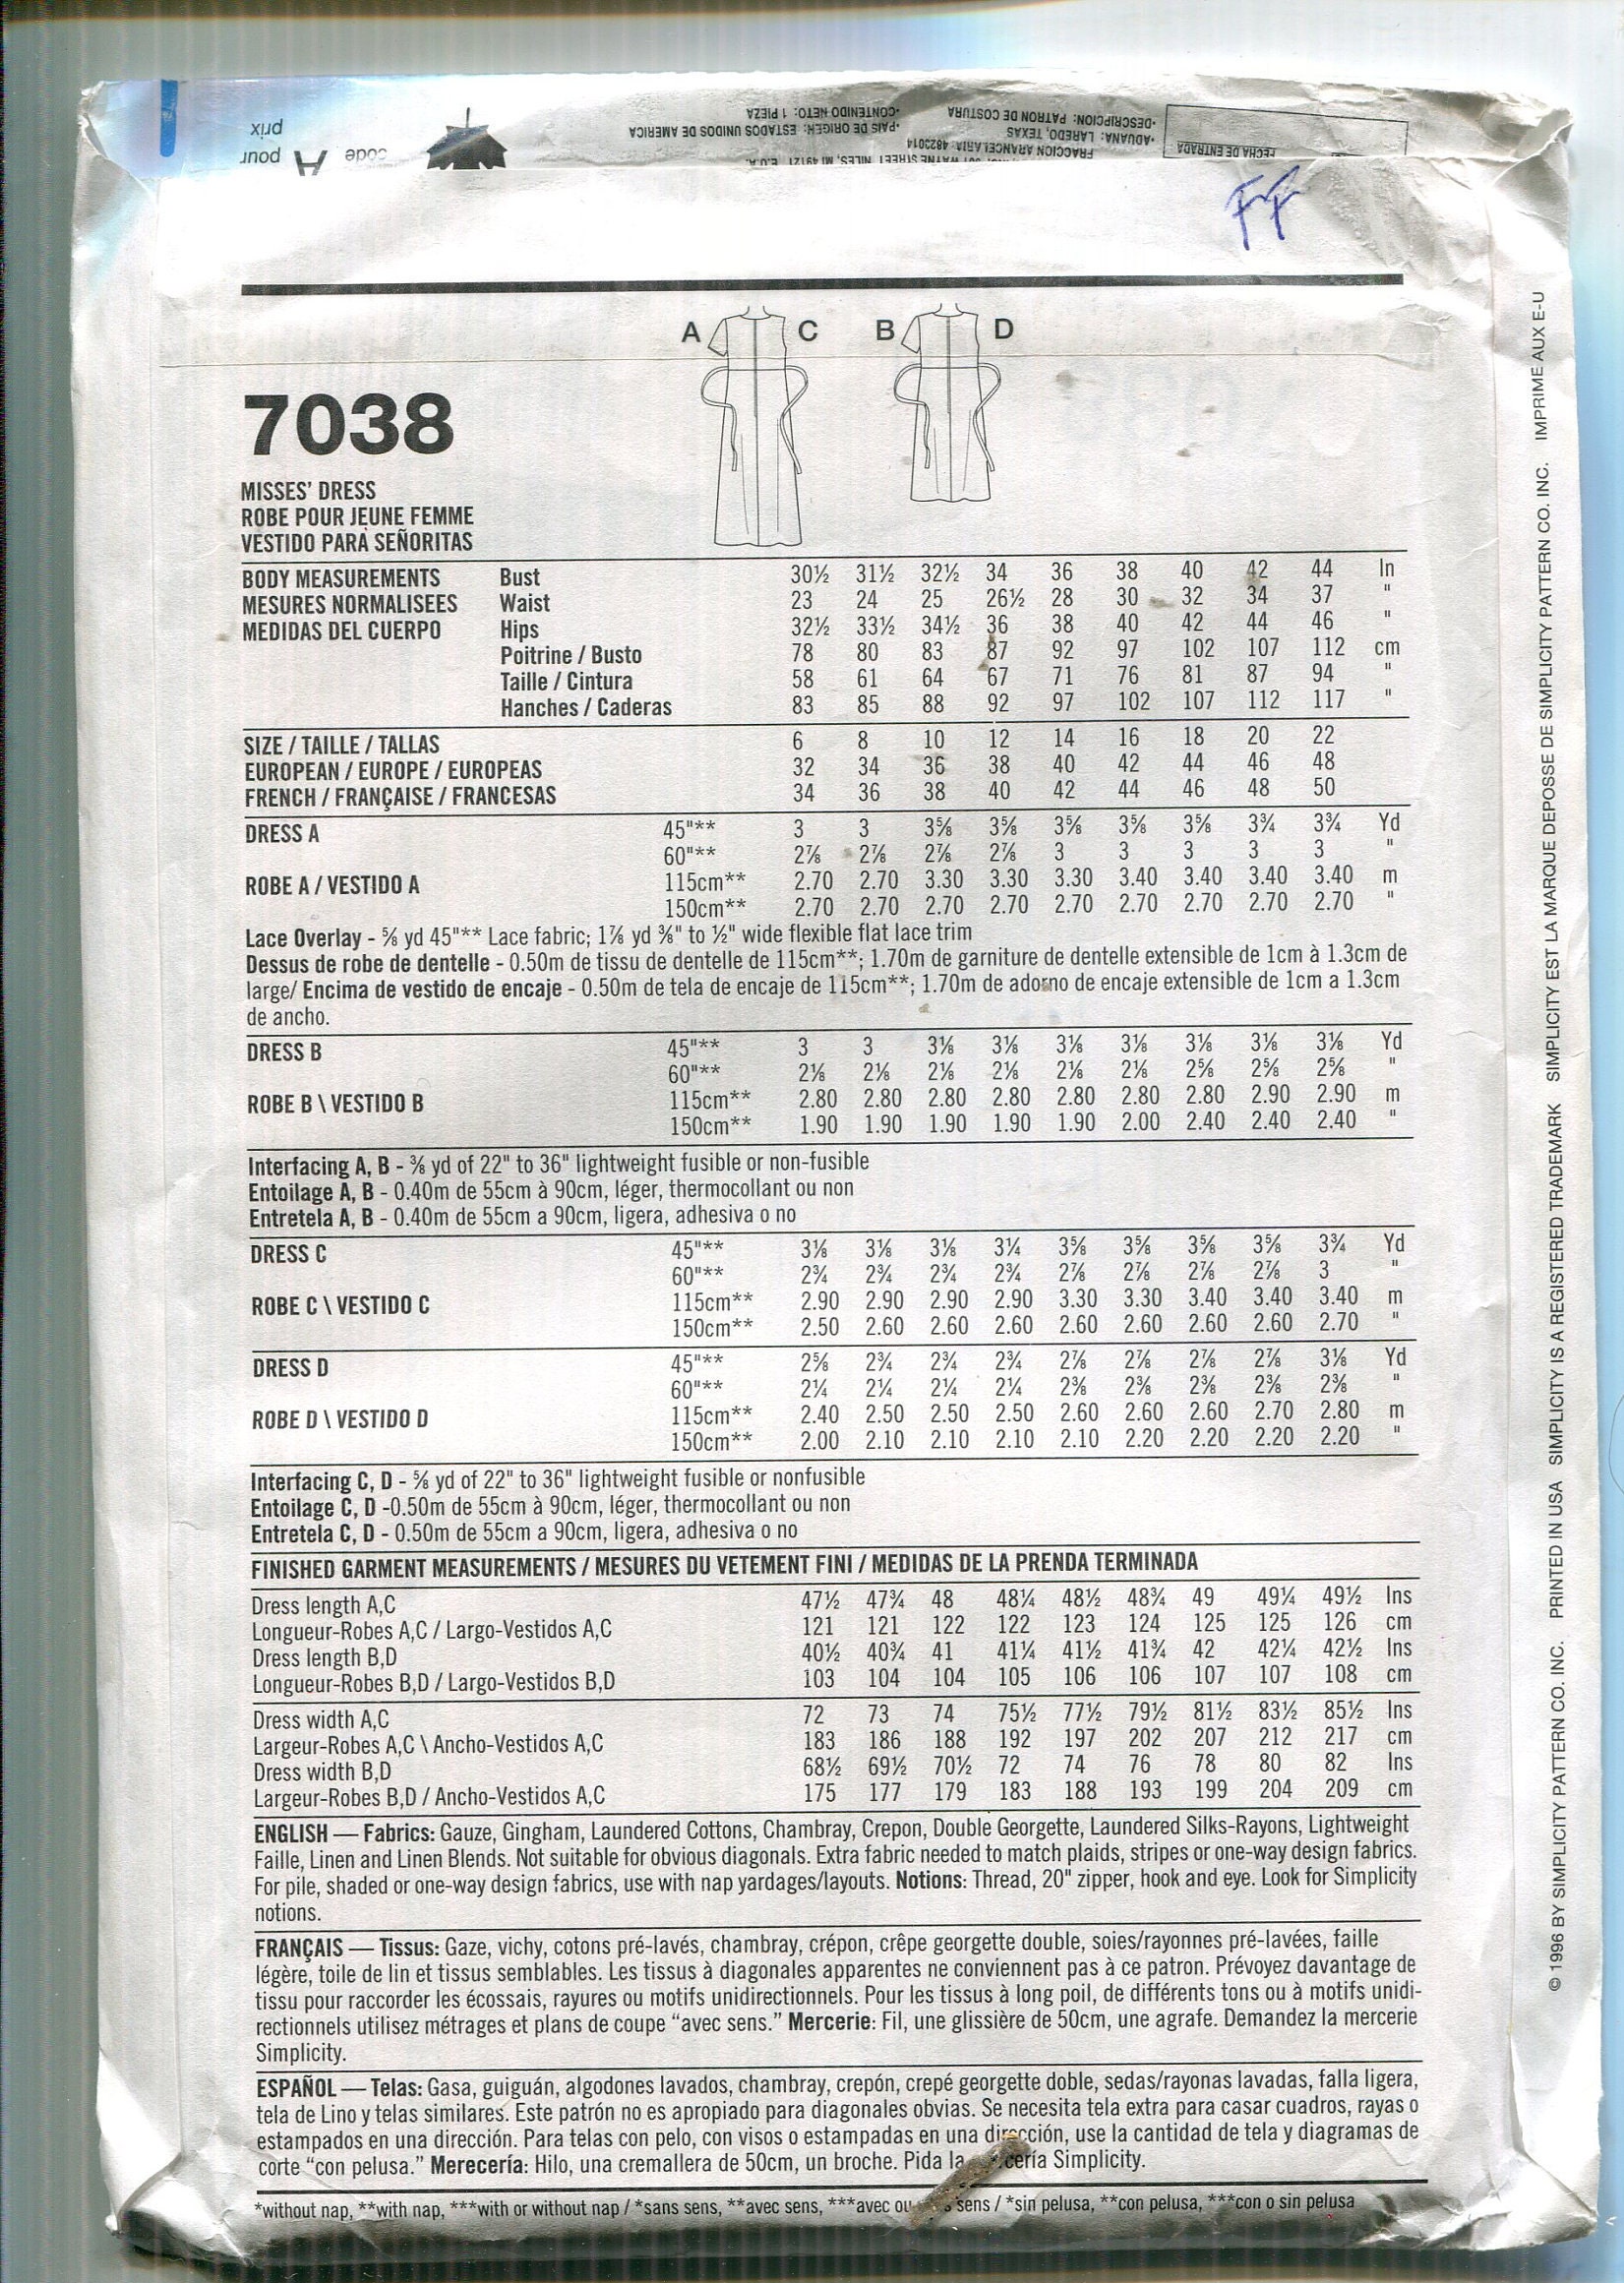 prix
pour A code
•CONTENIDO NETO: 1 PIEZA
•PAIS DE ORIGEN: ESTADOS UNIDOS DE AMERICA
WAYNE STREET NILES, MI 49121 E.U.A.
•DESCRIPCION: PATRON DE COSTURA
•ADUANA: LAREDO, TEXAS
FRACCION ARANCELARIA: 482014
FECHA DE ENTRADA
FF
A C B D
7038
MISSES' DRESS
ROBE POUR JEUNE FEMME
VESTIDO PARA SEÑORITAS
BODY MEASUREMENTS Bust 30½ 31½ 32½ 34 36 38 40 42 44 In
MESURES NORMALISEES Waist 23 24 25 26½ 28 30 32 34 37 "
MEDIDAS DEL CUERPO Hips 32½ 33½ 34½ 36 38 40 42 44 46 "
Poitrine / Busto 78 80 83 87 92 97 102 107 112 cm
Taille / Cintura 58 61 64 67 71 76 81 87 94 "
Hanches / Caderas 83 85 88 92 97 102 107 112 117 "
SIZE / TAILLE / TALLAS 6 8 10 12 14 16 18 20 22
EUROPEAN / EUROPE / EUROPEAS 32 34 36 38 40 42 44 46 48
FRENCH / FRANÇAISE / FRANCESAS 34 36 38 40 42 44 46 48 50
DRESS A 45"** 3 3 3⅝ 3⅝ 3⅝ 3⅝ 3⅝ 3¾ 3¾ Yd
60"** 2⅞ 2⅞ 2⅞ 2⅞ 3 3 3 3 3 "
ROBE A / VESTIDO A 115cm** 2.70 2.70 3.30 3.30 3.30 3.40 3.40 3.40 3.40 m
150cm** 2.70 2.70 2.70 2.70 2.70 2.70 2.70 2.70 2.70 "
Lace Overlay - ⅝ yd 45"** Lace fabric; 1⅞ yd ⅜" to ½" wide flexible flat lace trim
Dessus de robe de dentelle - 0.50m de tissu de dentelle de 115cm**; 1.70m de garniture de dentelle extensible de 1cm à 1.3cm de
large/ Encima de vestido de encaje - 0.50m de tela de encaje de 115cm**; 1.70m de adorno de encaje extensible de 1cm a 1.3cm
de ancho.
DRESS B 45"** 3 3 3⅛ 3⅛ 3⅛ 3⅛ 3⅛ 3⅛ 3⅛ Yd
60"** 2⅛ 2⅛ 2⅛ 2⅛ 2⅛ 2⅛ 2⅝ 2⅝ 2⅝ "
ROBE B \ VESTIDO B 115cm** 2.80 2.80 2.80 2.80 2.80 2.80 2.80 2.90 2.90 m
150cm** 1.90 1.90 1.90 1.90 1.90 2.00 2.40 2.40 2.40 "
Interfacing A, B - ⅜ yd of 22" to 36" lightweight fusible or non-fusible
Entoilage A, B - 0.40m de 55cm à 90cm, léger, thermocollant ou non
Entretela A, B - 0.40m de 55cm a 90cm, ligera, adhesiva o no
DRESS C 45"** 3⅛ 3⅛ 3⅛ 3¼ 3⅝ 3⅝ 3⅝ 3⅝ 3¾ Yd
60"** 2¾ 2¾ 2¾ 2¾ 2⅞ 2⅞ 2⅞ 2⅞ 3 "
ROBE C \ VESTIDO C 115cm** 2.90 2.90 2.90 2.90 3.30 3.30 3.40 3.40 3.40 m
150cm** 2.50 2.60 2.60 2.60 2.60 2.60 2.60 2.60 2.70 "
DRESS D 45"** 2⅝ 2¾ 2¾ 2¾ 2⅞ 2⅞ 2⅞ 2⅞ 3⅛ Yd
60"** 2¼ 2¼ 2¼ 2¼ 2⅜ 2⅜ 2⅜ 2⅜ 2⅜ "
ROBE D \ VESTIDO D 115cm** 2.40 2.50 2.50 2.50 2.60 2.60 2.60 2.70 2.80 m
150cm** 2.00 2.10 2.10 2.10 2.10 2.20 2.20 2.20 2.20 "
Interfacing C, D - ⅝ yd of 22" to 36" lightweight fusible or nonfusible
Entoilage C, D -0.50m de 55cm à 90cm, léger, thermocollant ou non
Entretela C, D - 0.50m de 55cm a 90cm, ligera, adhesiva o no
FINISHED GARMENT MEASUREMENTS / MESURES DU VETEMENT FINI / MEDIDAS DE LA PRENDA TERMINADA
Dress length A,C 47½ 47¾ 48 48¼ 48½ 48¾ 49 49¼ 49½ Ins
Longueur-Robes A,C / Largo-Vestidos A,C 121 121 122 122 123 124 125 125 126 cm
Dress length B,D 40½ 40¾ 41 41¼ 41½ 41¾ 42 42¼ 42½ Ins
Longueur-Robes B,D / Largo-Vestidos B,D 103 104 104 105 106 106 107 107 108 cm
Dress width A,C 72 73 74 75½ 77½ 79½ 81½ 83½ 85½ Ins
Largeur-Robes A,C \ Ancho-Vestidos A,C 183 186 188 192 197 202 207 212 217 cm
Dress width B,D 68½ 69½ 70½ 72 74 76 78 80 82 Ins
Largeur-Robes B,D / Ancho-Vestidos A,C 175 177 179 183 188 193 199 204 209 cm
ENGLISH — Fabrics: Gauze, Gingham, Laundered Cottons, Chambray, Crepon, Double Georgette, Laundered Silks-Rayons, Lightweight
Faille, Linen and Linen Blends. Not suitable for obvious diagonals. Extra fabric needed to match plaids, stripes or one-way design fabrics.
For pile, shaded or one-way design fabrics, use with nap yardages/layouts. Notions: Thread, 20" zipper, hook and eye. Look for Simplicity
notions.
FRANÇAIS — Tissus: Gaze, vichy, cotons pré-lavés, chambray, crépon, crêpe georgette double, soies/rayonnes pré-lavées, faille
légère, toile de lin et tissus semblables. Les tissus à diagonales apparentes ne conviennent pas à ce patron. Prévoyez davantage de
tissu pour raccorder les écossais, rayures ou motifs unidirectionnels. Pour les tissus à long poil, de différents tons ou à motifs unidi-
rectionnels utilisez métrages et plans de coupe “avec sens.” Mercerie: Fil, une glissière de 50cm, une agrafe. Demandez la mercerie
Simplicity.
ESPAÑOL — Telas: Gasa, guiguán, algodones lavados, chambray, crepón, crepé georgette doble, sedas/rayonas lavadas, falla ligera,
tela de Lino y telas similares. Este patrón no es apropiado para diagonales obvias. Se necesita tela extra para casar cuadros, rayas o
estampados en una dirección. Para telas con pelo, con visos o estampadas en una dirección, use la cantidad de tela y diagramas de
corte “con pelusa.” Merecería: Hilo, una cremallera de 50cm, un broche. Pida la cería Simplicity.
*without nap, **with nap, ***with or without nap / *sans sens, **avec sens, ***avec ou sens / *sin pelusa, **con pelusa, ***con o sin pelusa
© 1996 BY SIMPLICITY PATTERN CO. INC. PRINTED IN USA SIMPLICITY IS A REGISTERED TRADEMARK SIMPLICITY EST LA MARQUE DEPOSSE DE SIMPLICITY PATTERN CO. INC. IMPRIME AUX E-U